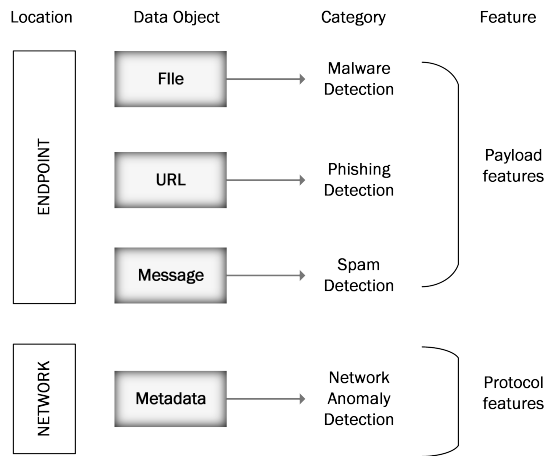 Location Data Object Category Feature
ENDPOINT
FIle
Malware
Detection
URL
Phishing
Detection
Payload
features
Message
Spam
Detection
NETWORK
Metadata
Network
Anomaly
Detection
Protocol
features